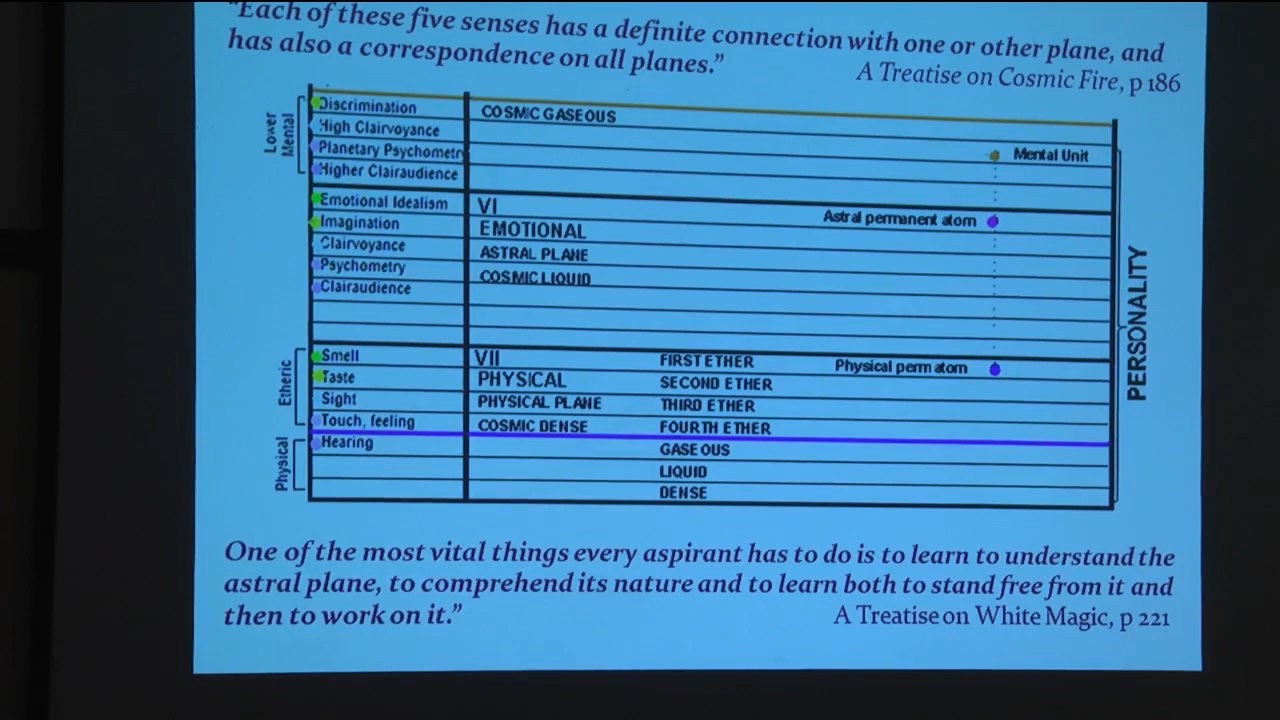 "Each of these five senses has a definite connection with one or other plane, and
has also a correspondence on all planes."
A Treatise on Cosmic Fire, p 186
Lower
Mental
Discrimination
COSMIC GASEOUS
High Clairvoyance
Planetary Psychometr
Mental Unit
Higher Clairaudience
Emotional Idealism
VI
Astral permanent atom
Imagination
EMOTIONAL
Clairvoyance
ASTRAL PLANE
Psychometry
COSMIC LIQUID
Clairaudience
PERSONALITY
Etheric
Smell
VII
FIRST ETHER
Physical perm atom
Taste
PHYSICAL
SECOND ETHER
Sight
PHYSICAL PLANE
THIRD ETHER
Touch, feeling
COSMIC DENSE
FOURTH ETHER
Physical
Hearing
GASEOUS
LIQUID
DENSE
One of the most vital things every aspirant has to do is to learn to understand the
astral plane, to comprehend its nature and to learn both to stand free from it and
then to work on it."
A Treatise on White Magic, p 221